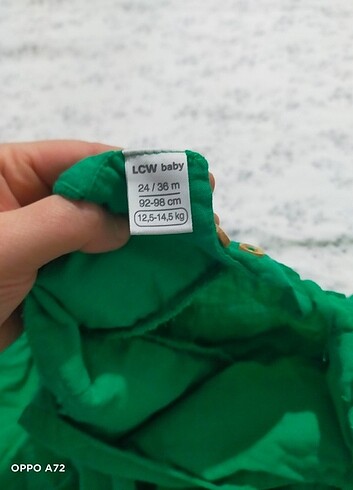 LCW baby
24 / 36 m
92-98 cm
12,5-14,5 kg
OPPO A72